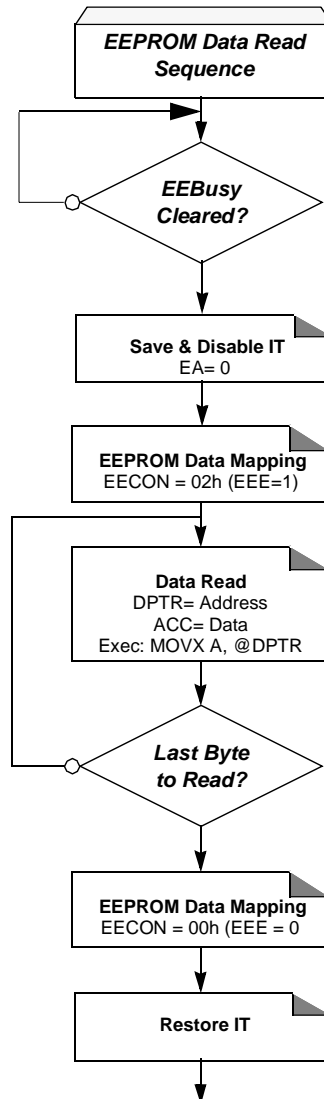 EEPROM Data Read
Sequence
EEBusy
Cleared?
Save & Disable IT
EA= 0
EEPROM Data Mapping
EECON = 02h (EEE=1)
Data Read
DPTR= Address
ACC= Data
Exec: MOVX A, @DPTR
Last Byte
to Read?
EEPROM Data Mapping
EECON = 00h (EEE = 0
Restore IT